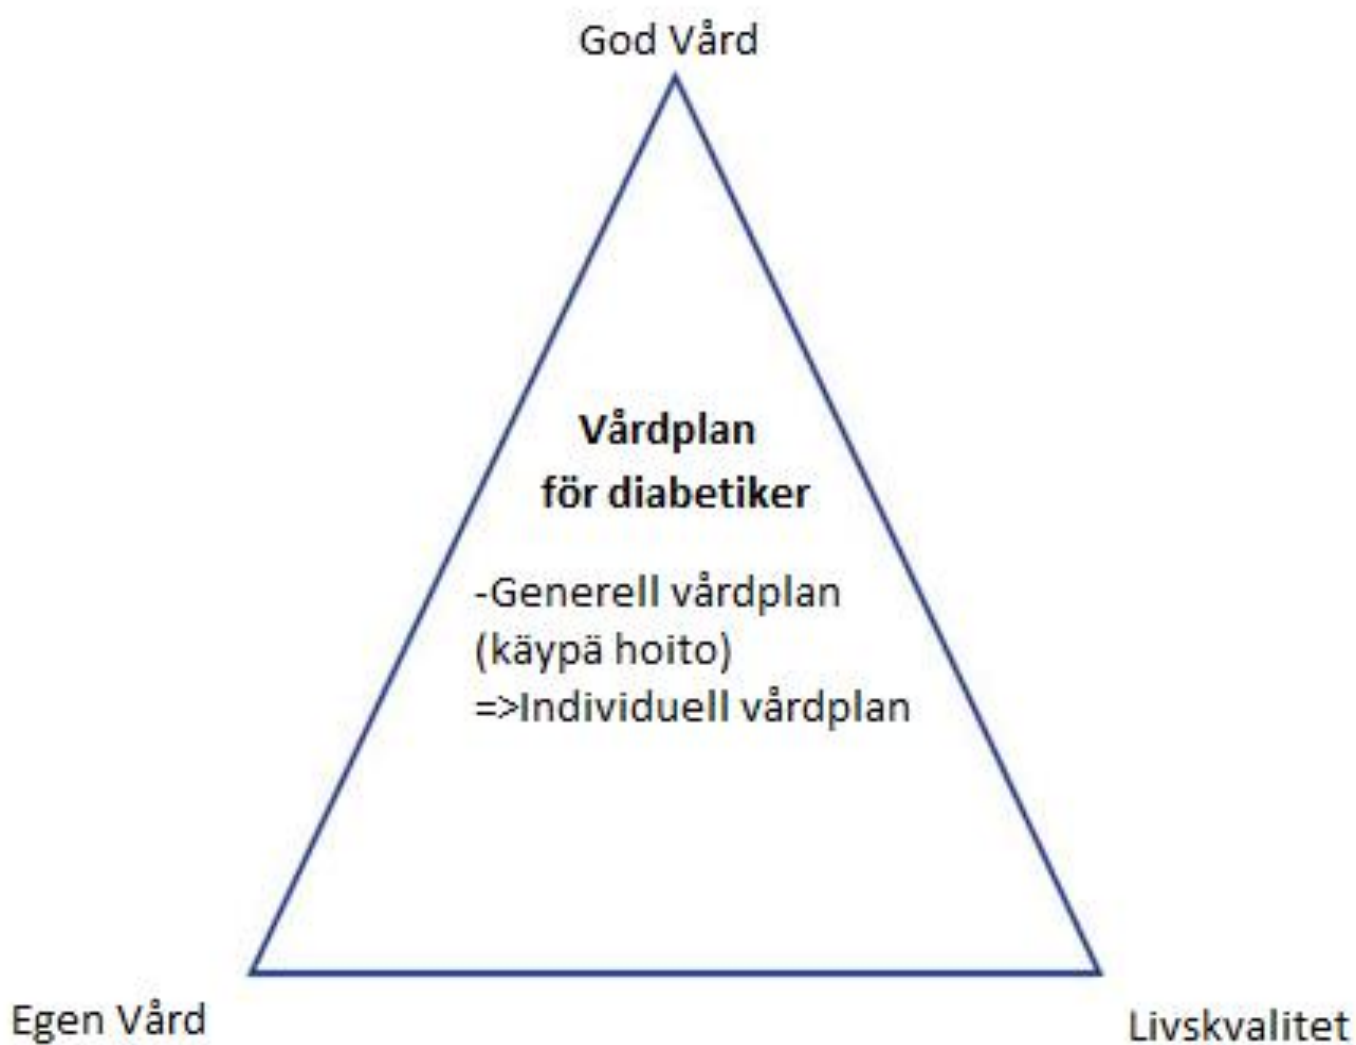 God Vård
Vårdplan
för diabetiker
-Generell vårdplan
(käypä hoito)
=>Individuell vårdplan
Egen Vård
Livskvalitet